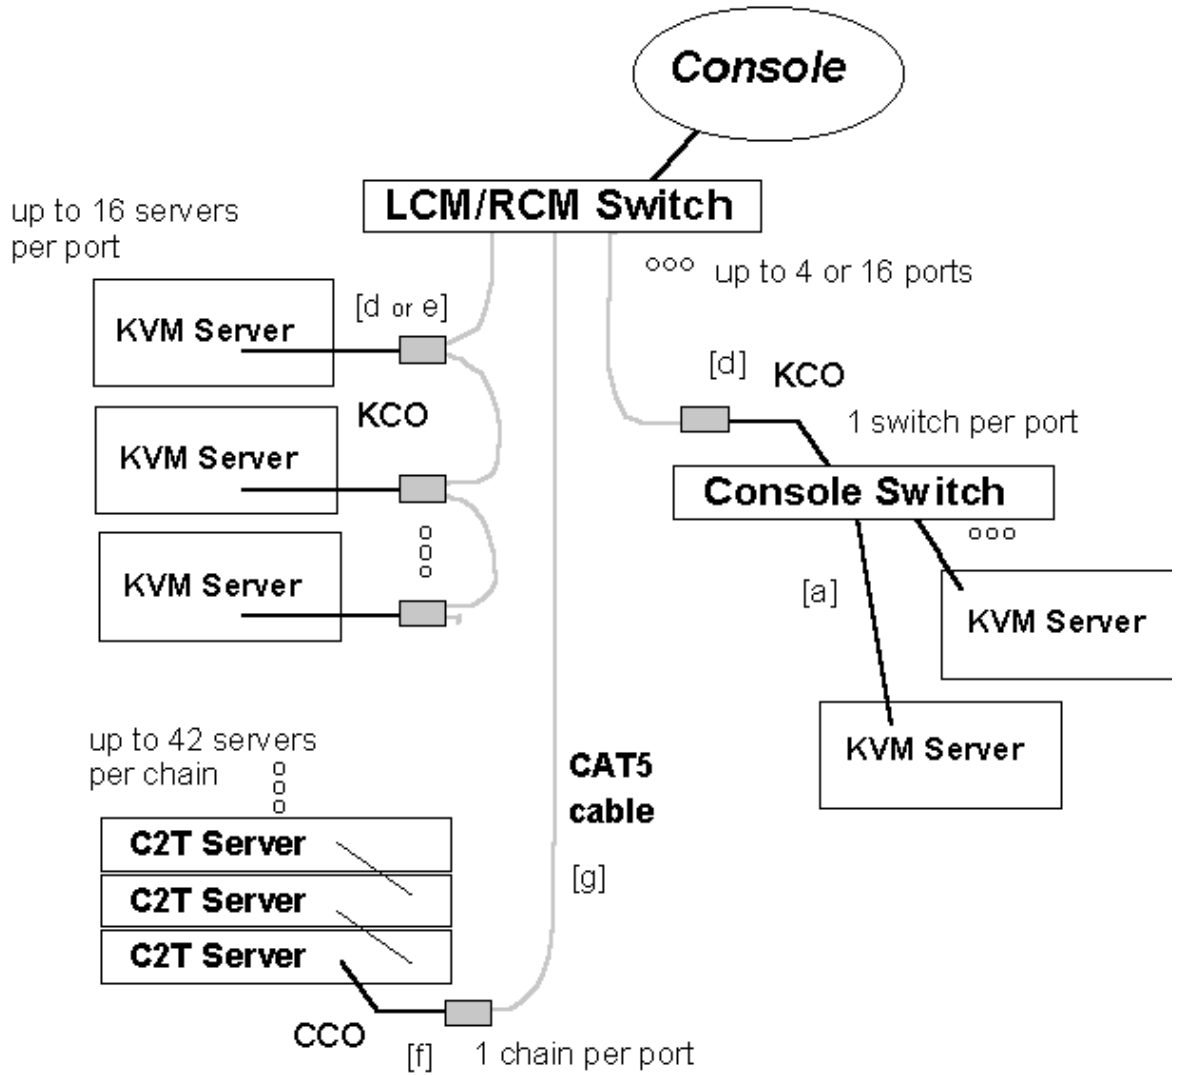 Console
LCM/RCM Switch
up to 16 servers
per port
ooo up to 4 or 16 ports
KVM Server
[d or e]
KCO
KVM Server
KVM Server
[d] KCO
1 switch per port
Console Switch
ooo
[a]
KVM Server
KVM Server
up to 42 servers
per chain
CAT5
cable
[g]
C2T Server
C2T Server
C2T Server
CCO
[f] 1 chain per port